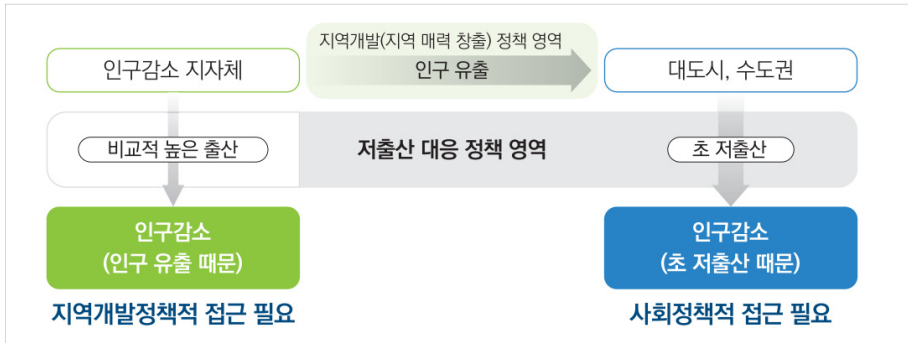 지역개발(지역 매력 창출) 정책 영역
인구감소 지자체
인구 유출
대도시, 수도권
비교적 높은 출산
저출산 대응 정책 영역
초 저출산
인구감소
(인구 유출 때문)
인구감소
(초 저출산 때문)
지역개발정책적 접근 필요
사회정책적 접근 필요